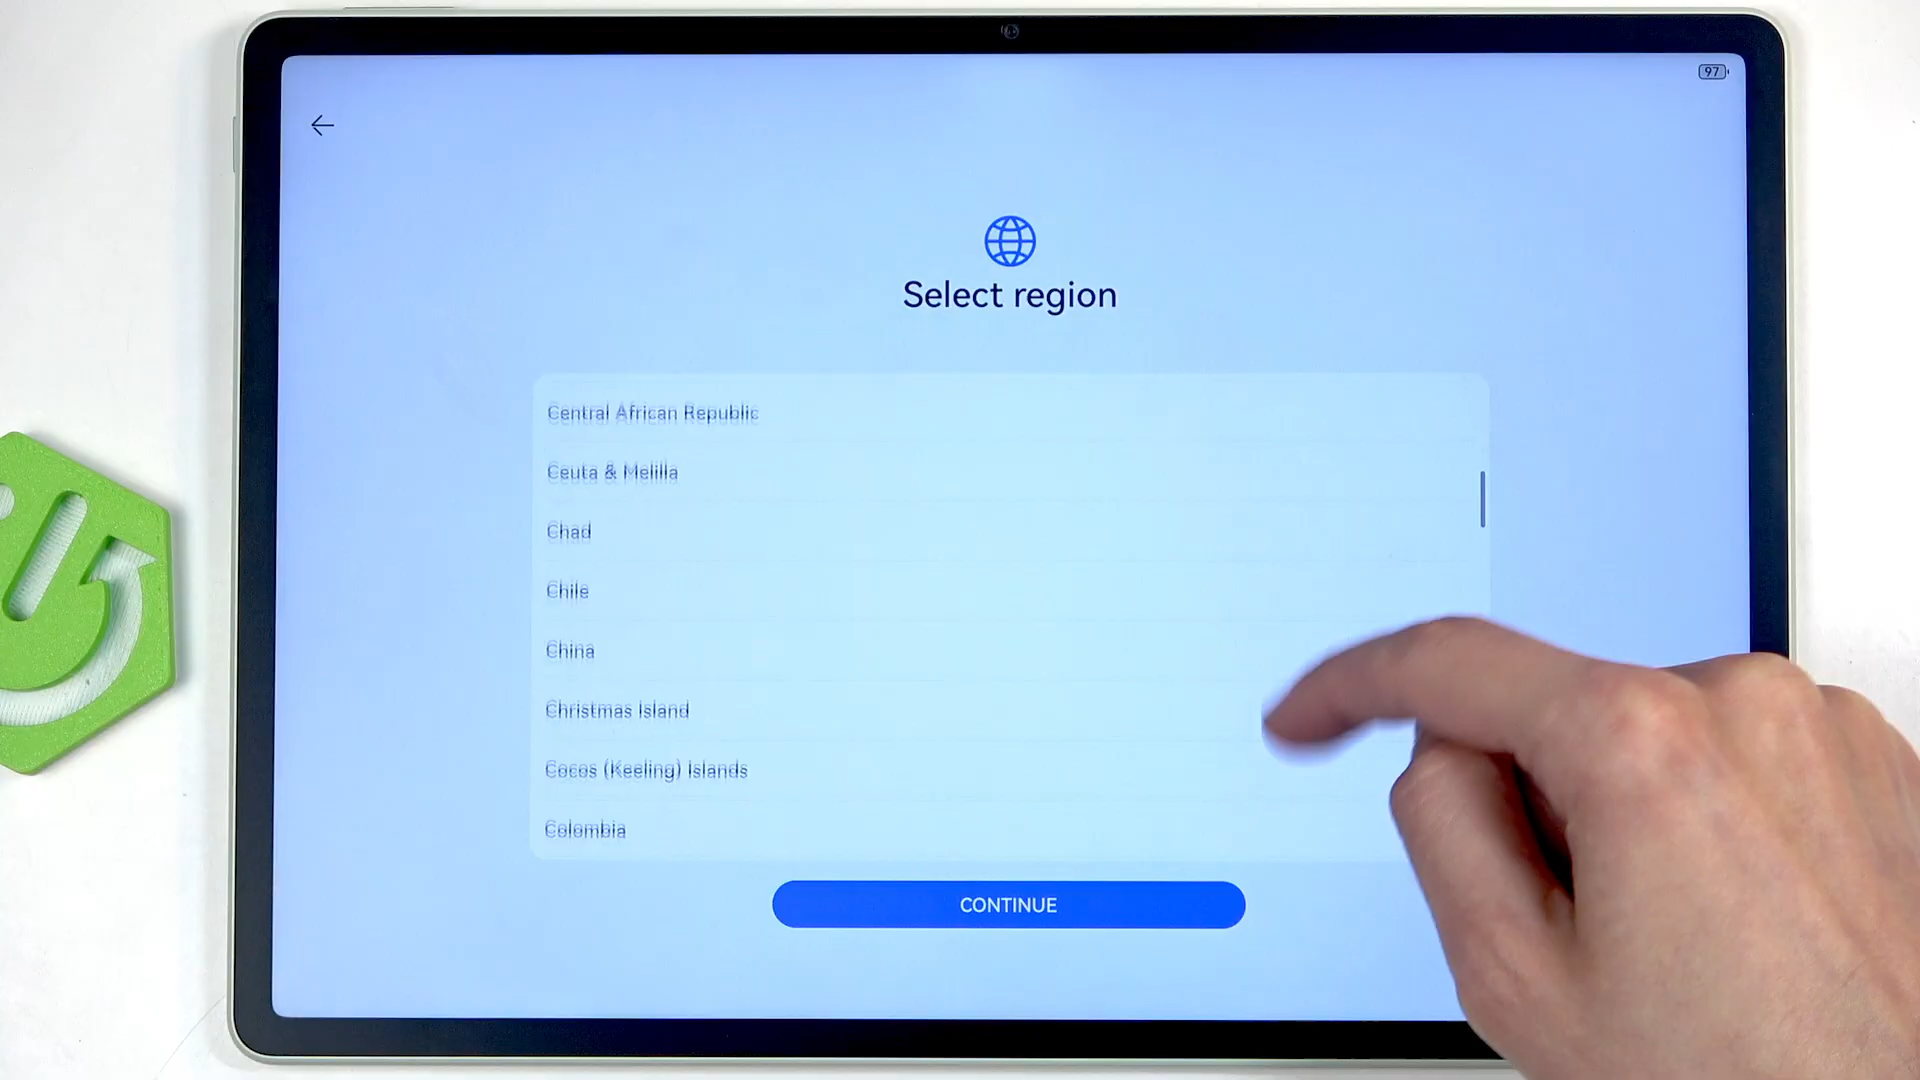 97
Select region
Central African Republic
Ceuta & Melilla
Chad
Chile
China
Christmas Island
Cocos (Keeling) Islands
Colombia
CONTINUE